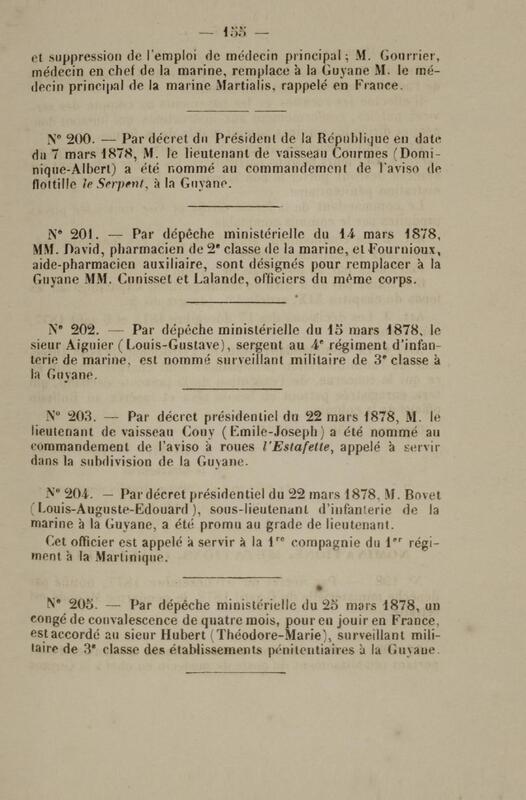 — 155 —
et suppression de l'emploi de médecin principal ; M. Gourrier,
médecin en chef de la marine, remplace à la Guyane M. le mé-
decin principal de la marine Martialis, rappelé en France.
N° 200. — Par décret du Président de la République en date
du 7 mars 1878, M. le lieutenant de vaisseau Courmes (Domi-
nique-Albert) a été nommé au commandement de l'aviso de
flottille le Serpent, à la Guyane.
N° 201. — Par dépêche ministérielle du 14 mars 1878,
MM. David, pharmacien de 2e classe de la marine, et Fournioux,
aide-pharmacien auxiliaire, sont désignés pour remplacer à la
Guyane MM. Cunisset et Lalande, officiers du même corps.
N° 202. — Par dépêche ministérielle du 15 mars 1878, le
sieur Aiguier (Louis-Gustave), sergent au 4e régiment d'infan-
terie de marine, est nommé surveillant militaire de 3e classe à
la Guyane.
N° 203. — Par décret présidentiel du 22 mars 1878, M. le
lieutenant de vaisseau Couy (Emile-Joseph) a été nommé au
commandement de l'aviso à roues l'Estafette, appelé à servir
dans la subdivision de la Guyane.
N° 204. — Par décret présidentiel du 22 mars 1878, M. Bovet
(Louis-Auguste-Edouard), sous-lieutenant d'infanterie de la
marine à la Guyane, a été promu au grade de lieutenant.
Cet officier est appelé à servir à la 1re compagnie du 1er régi-
ment à la Martinique.
N° 205. — Par dépêche ministérielle du 25 mars 1878, un
congé de convalescence de quatre mois, pour en jouir en France,
est accordé au sieur Hubert (Théodore-Marie), surveillant mili-
taire de 3e classe des établissements pénitentiaires à la Guyane.